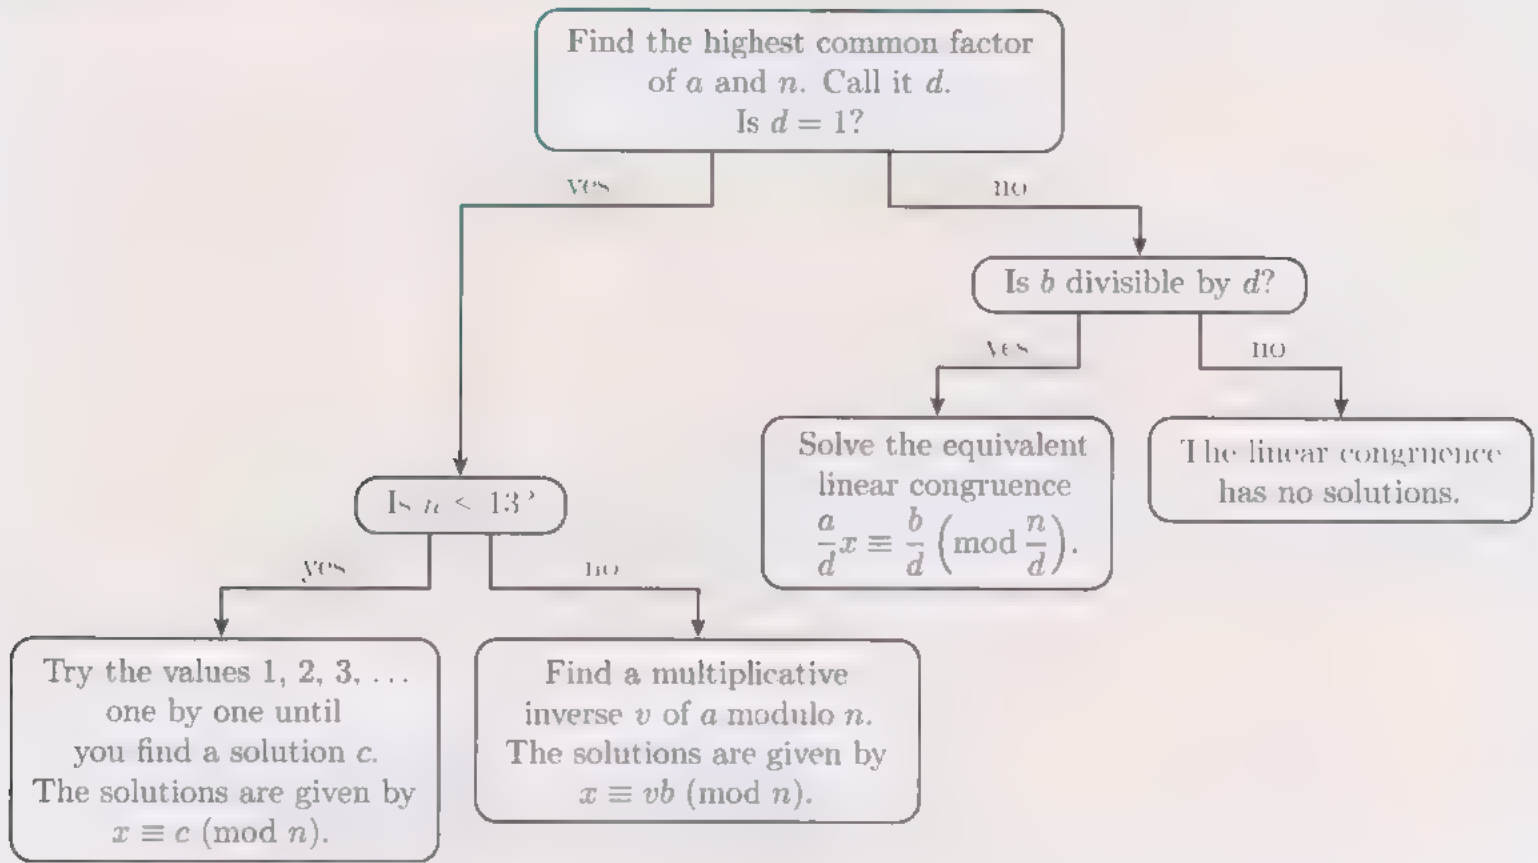 Find the highest common factor
of a and n. Call it d.
Is d = 1?
yes
no
Is b divisible by d?
yes
no
Solve the equivalent
linear congruence
a/d x ≡ b/d (mod n/d).
The linear congruence
has no solutions.
Is n < 13?
yes
no
Try the values 1, 2, 3, ...
one by one until
you find a solution c.
The solutions are given by
x ≡ c (mod n).
Find a multiplicative
inverse v of a modulo n.
The solutions are given by
x ≡ vb (mod n).